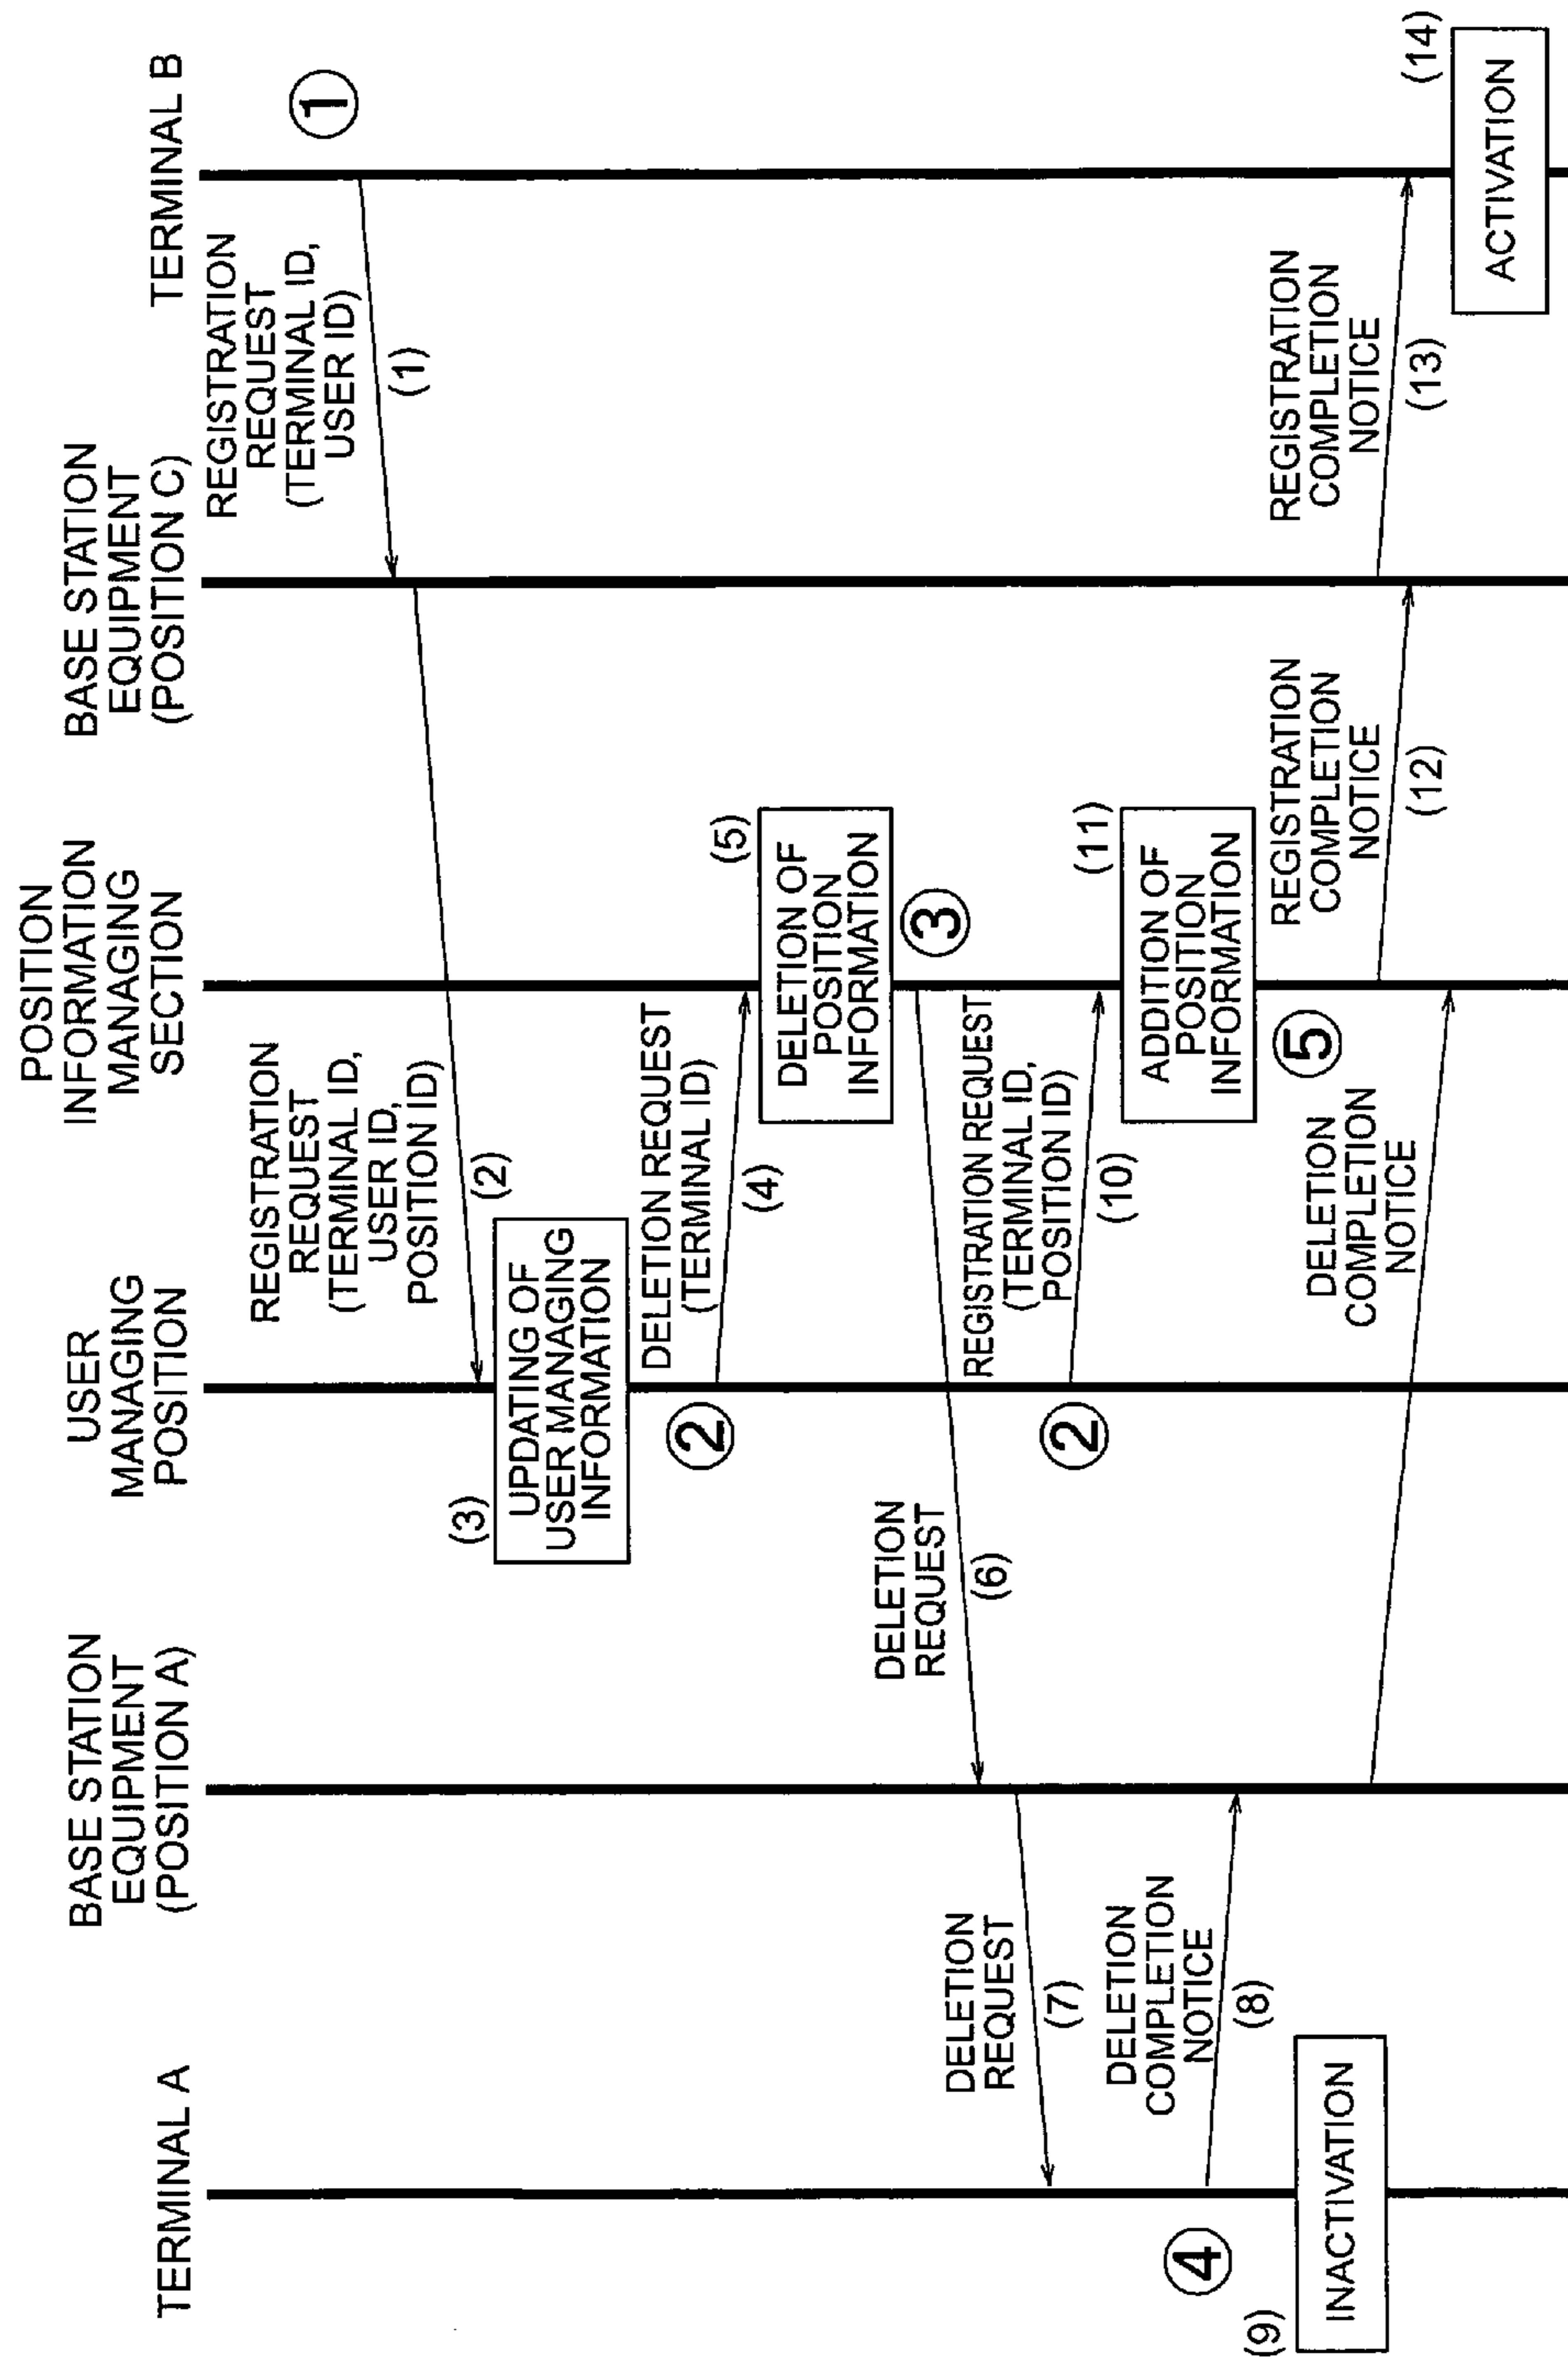 TERMINAL A
BASE STATION
EQUIPMENT
(POSITION A)
USER
MANAGING
POSITION
POSITION
INFORMATION
MANAGING
SECTION
BASE STATION
EQUIPMENT
(POSITION C)
TERMINAL B
①
REGISTRATION
REQUEST
(TERMINAL ID,
USER ID)
(1)
REGISTRATION
REQUEST
(TERMINAL ID,
USER ID,
POSITION ID)
(2)
(3)
UPDATING OF
USER MANAGING
INFORMATION
②
DELETION REQUEST
(TERMINAL ID)
(4)
(5)
DELETION OF
POSITION
INFORMATION
③
DELETION
REQUEST
(6)
DELETION
REQUEST
(7)
②
REGISTRATION REQUEST
(TERMINAL ID,
POSITION ID)
(10)
(11)
ADDITION OF
POSITION
INFORMATION
④
DELETION
COMPLETION
NOTICE
(8)
(9)
INACTIVATION
⑤
DELETION
COMPLETION
NOTICE
REGISTRATION
COMPLETION
NOTICE
(12)
REGISTRATION
COMPLETION
NOTICE
(13)
(14)
ACTIVATION